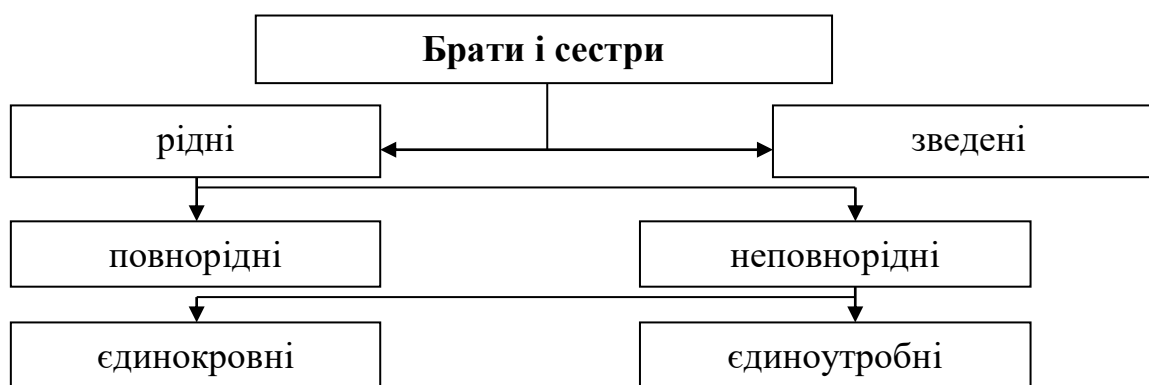 Брати і сестри
рідні
зведені
повнорідні
неповнорідні
єдинокровні
єдиноутробні